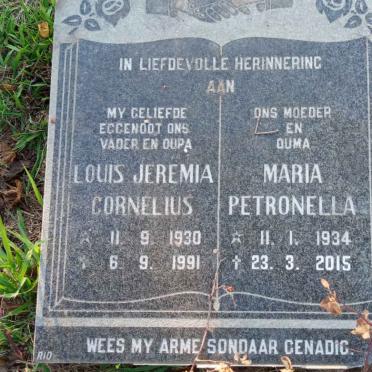 IN LIEFDEVOLLE HERINNERING
AAN
MY GELIEFDE
EGGENOOT ONS
VADER EN OUPA
LOUIS JEREMIA
CORNELIUS
☆ 11. 9. 1930
✝ 6. 9. 1991
ONS MOEDER
EN
OUMA
MARIA
PETRONELLA
☆ 11. 1. 1934
✝ 23. 3. 2015
WEES MY ARME SONDAAR GENADIG.
R10